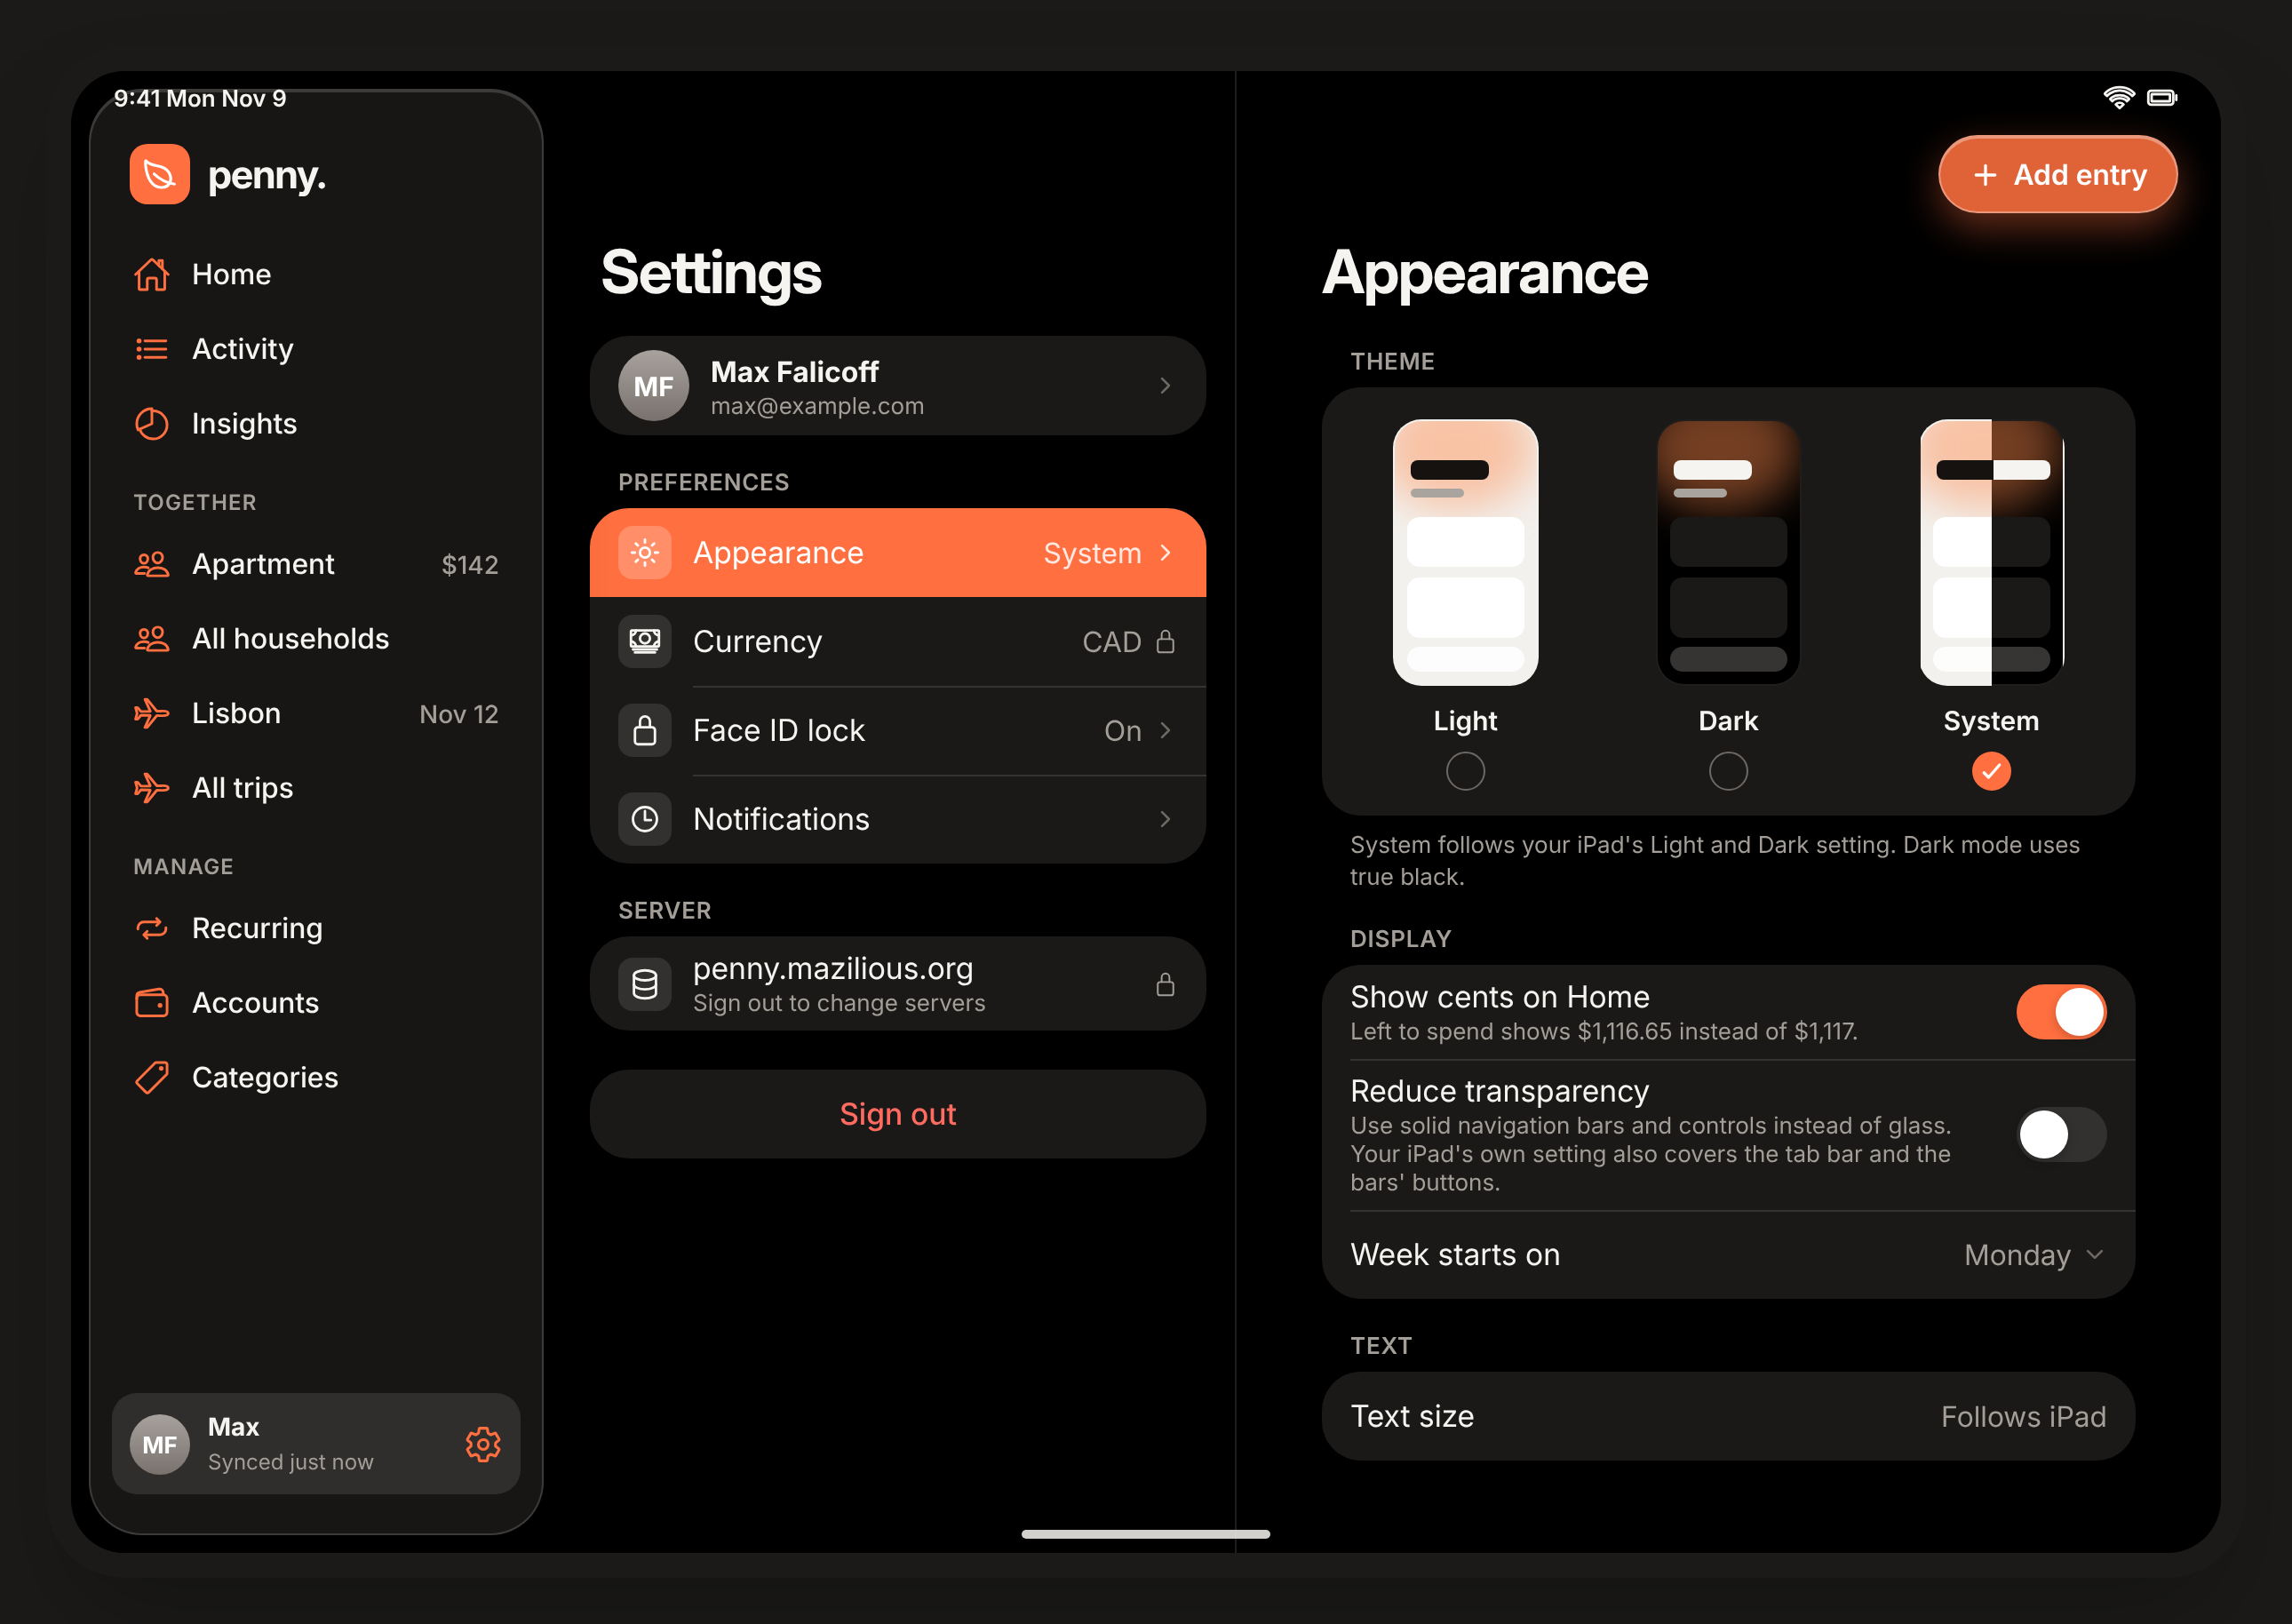 9:41 Mon Nov 9
penny.
Home
Activity
Insights
TOGETHER
Apartment $142
All households
Lisbon Nov 12
All trips
MANAGE
Recurring
Accounts
Categories
MF
Max
Synced just now
Settings
MF
Max Falicoff
max@example.com
PREFERENCES
Appearance System
Currency CAD
Face ID lock On
Notifications
SERVER
penny.mazilious.org
Sign out to change servers
Sign out
+ Add entry
Appearance
THEME
Light Dark System
System follows your iPad's Light and Dark setting. Dark mode uses
true black.
DISPLAY
Show cents on Home
Left to spend shows $1,116.65 instead of $1,117.
Reduce transparency
Use solid navigation bars and controls instead of glass.
Your iPad's own setting also covers the tab bar and the
bars' buttons.
Week starts on Monday
TEXT
Text size Follows iPad